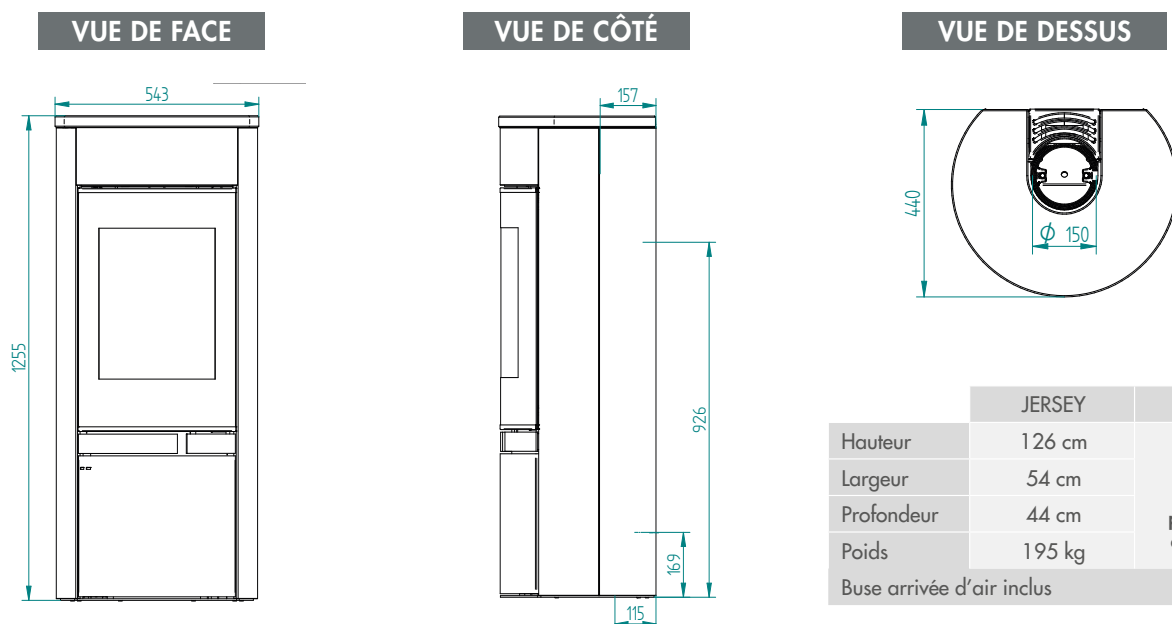 VUE DE FACE
VUE DE CÔTÉ
VUE DE DESSUS
543
1255
157
926
169
115
440
Ø 150
JERSEY
Hauteur 126 cm
Largeur 54 cm
Profondeur 44 cm
Poids 195 kg
Buse arrivée d’air inclus